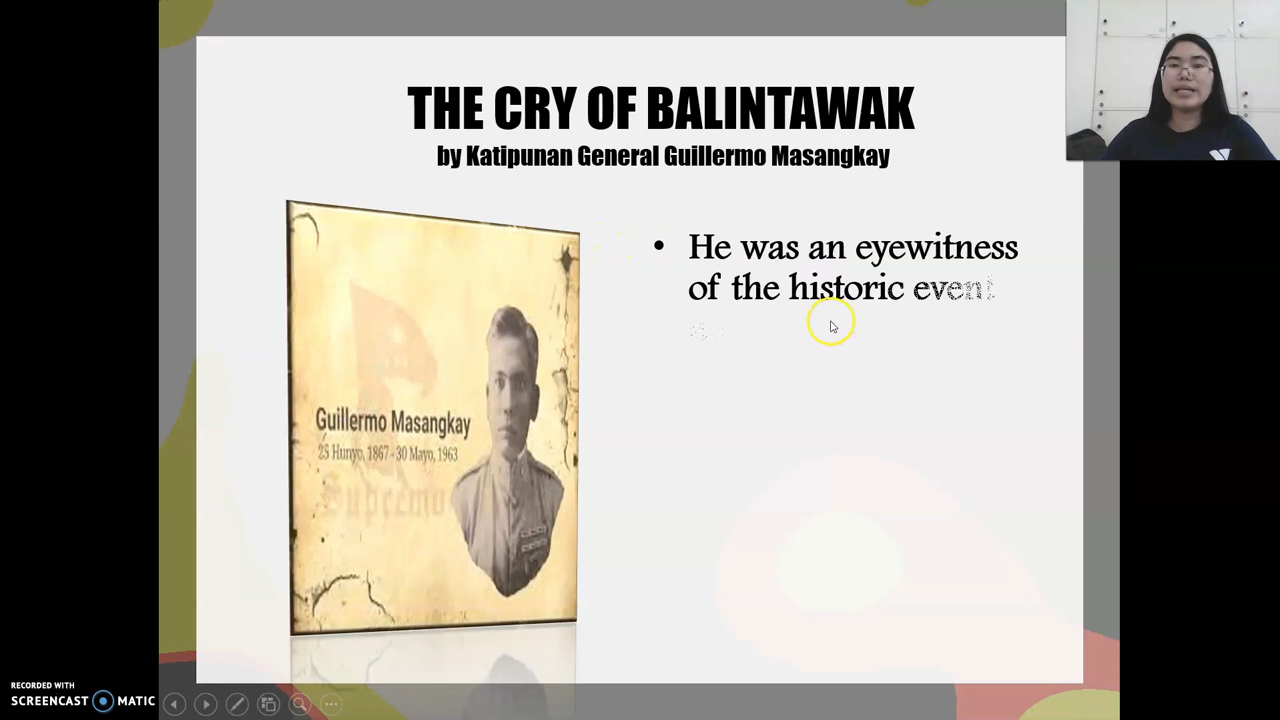 THE CRY OF BALINTAWAK
by Katipunan General Guillermo Masangkay
• He was an eyewitness
of the historic event
Guillermo Masangkay
25 Hunyo, 1867 - 30 Mayo, 1963
Supremo
RECORDED WITH
SCREENCAST MATIC